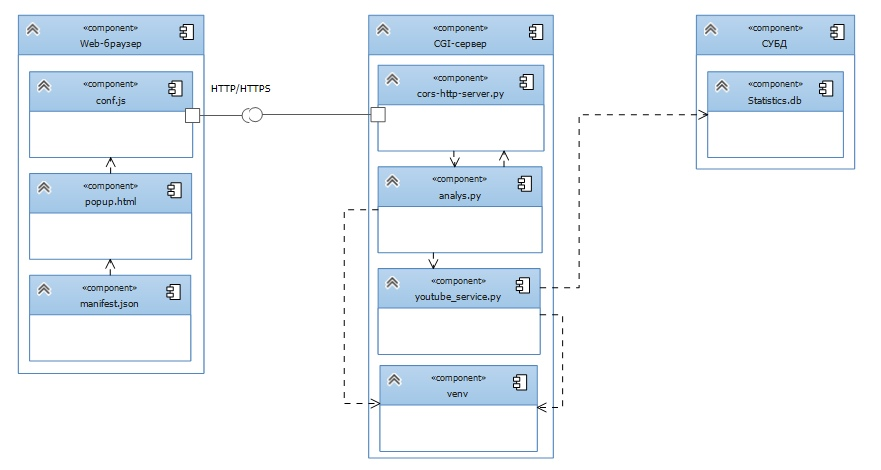 «component»
Web-браузер
«component»
conf.js
«component»
popup.html
«component»
manifest.json
HTTP/HTTPS
«component»
CGI-сервер
«component»
cors-http-server.py
«component»
analys.py
«component»
youtube_service.py
«component»
venv
«component»
СУБД
«component»
Statistics.db